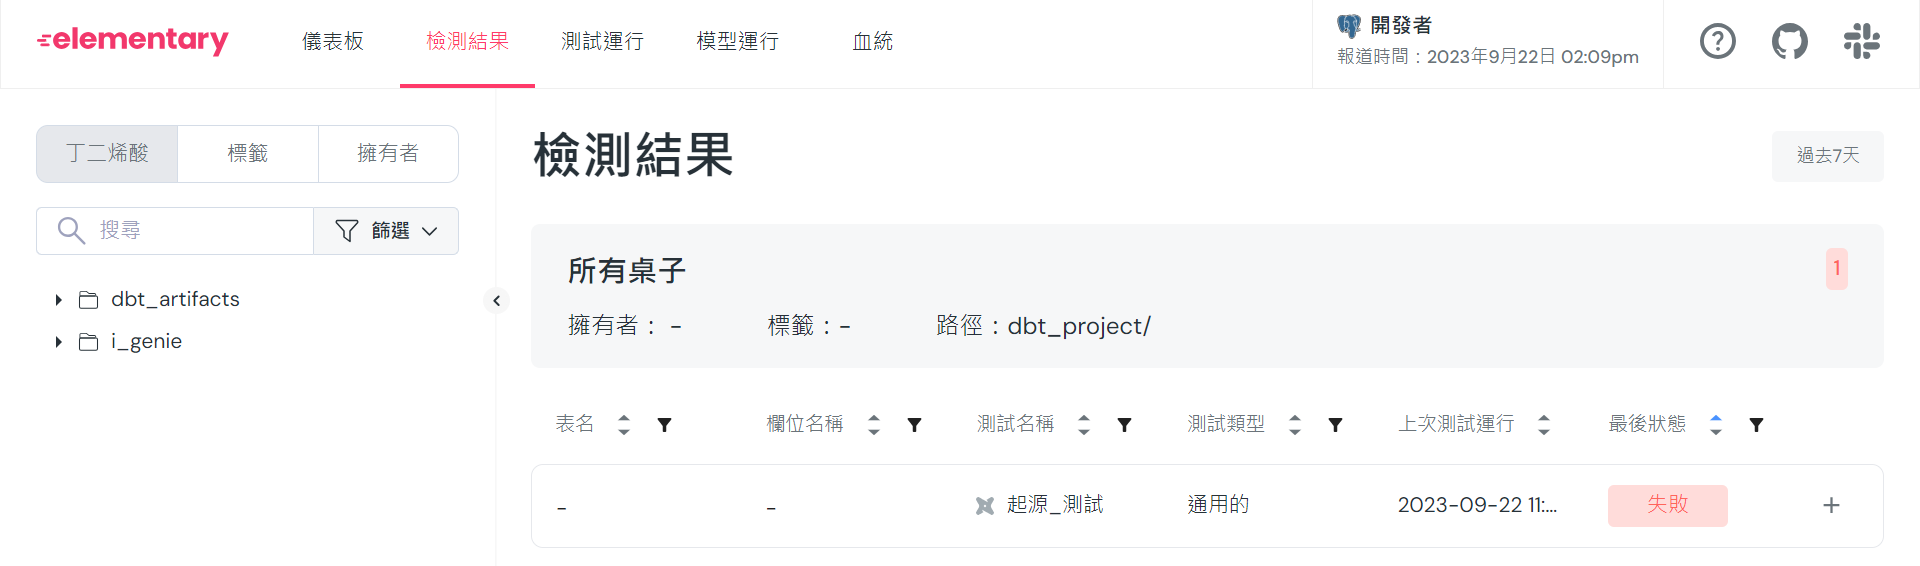 elementary
儀表板
檢測結果
測試運行
模型運行
血統
開發者
報道時間：2023年9月22日 02:09pm
丁二烯酸
標籤
擁有者
搜尋
篩選
dbt_artifacts
i_genie
檢測結果
過去7天
所有桌子
1
擁有者： -
標籤：-
路徑：dbt_project/
表名
欄位名稱
測試名稱
測試類型
上次測試運行
最後狀態
-
-
起源_測試
通用的
2023-09-22 11:...
失敗
+